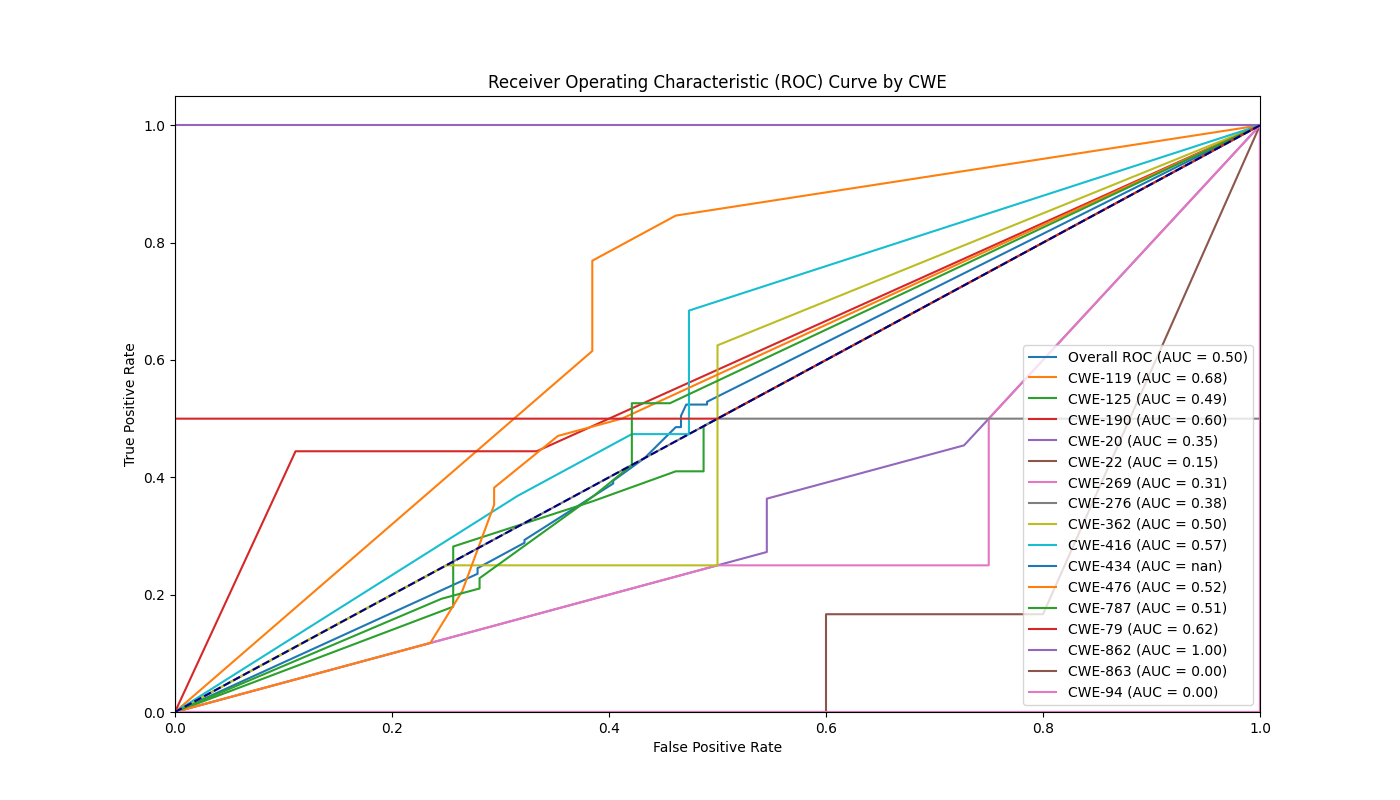 Receiver Operating Characteristic (ROC) Curve by CWE
1.0
0.8
0.6
0.4
0.2
0.0
True Positive Rate
Overall ROC (AUC = 0.50)
CWE-119 (AUC = 0.68)
CWE-125 (AUC = 0.49)
CWE-190 (AUC = 0.60)
CWE-20 (AUC = 0.35)
CWE-22 (AUC = 0.15)
CWE-269 (AUC = 0.31)
CWE-276 (AUC = 0.38)
CWE-362 (AUC = 0.50)
CWE-416 (AUC = 0.57)
CWE-434 (AUC = nan)
CWE-476 (AUC = 0.52)
CWE-787 (AUC = 0.51)
CWE-79 (AUC = 0.62)
CWE-862 (AUC = 1.00)
CWE-863 (AUC = 0.00)
CWE-94 (AUC = 0.00)
0.0 0.2 0.4 0.6 0.8 1.0
False Positive Rate